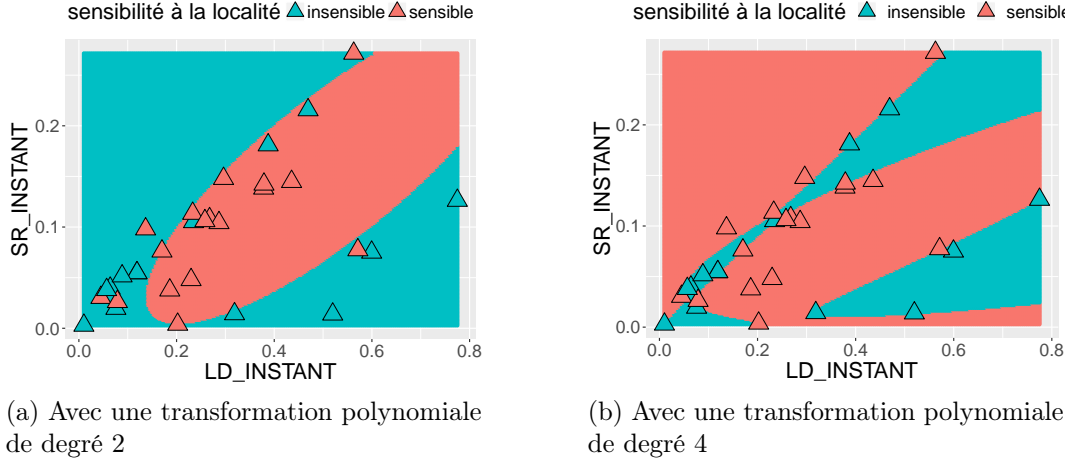 sensibilité à la localité insensible sensible
SR_INSTANT
0.2
0.1
0.0
0.0 0.2 0.4 0.6 0.8
LD_INSTANT
(a) Avec une transformation polynomiale
de degré 2
sensibilité à la localité insensible sensible
SR_INSTANT
0.2
0.1
0.0
0.0 0.2 0.4 0.6 0.8
LD_INSTANT
(b) Avec une transformation polynomiale
de degré 4